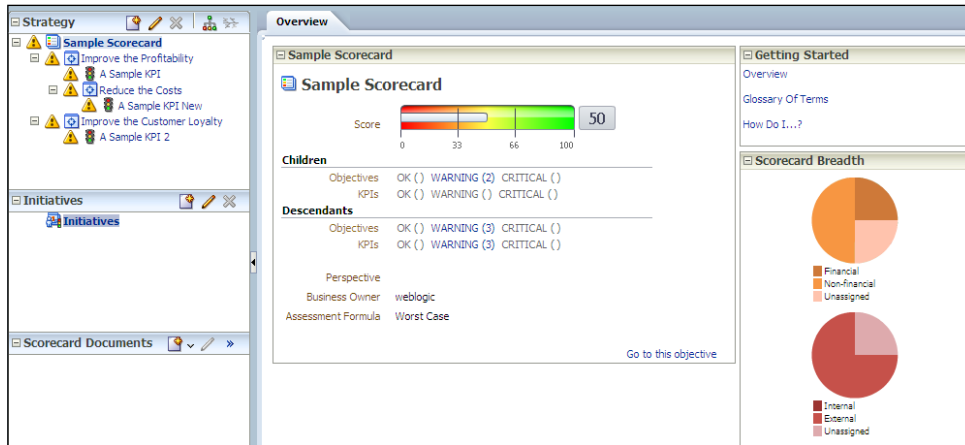 Strategy
Sample Scorecard
Improve the Profitability
A Sample KPI
Reduce the Costs
A Sample KPI New
Improve the Customer Loyalty
A Sample KPI 2
Initiatives
Initiatives
Scorecard Documents
»
Overview
Sample Scorecard
Sample Scorecard
Score 50
0 33 66 100
Children
Objectives OK () WARNING (2) CRITICAL ()
KPIs OK () WARNING () CRITICAL ()
Descendants
Objectives OK () WARNING (3) CRITICAL ()
KPIs OK () WARNING (3) CRITICAL ()
Perspective
Business Owner weblogic
Assessment Formula Worst Case
Go to this objective
Getting Started
Overview
Glossary Of Terms
How Do I...?
Scorecard Breadth
Financial
Non-financial
Unassigned
Internal
External
Unassigned